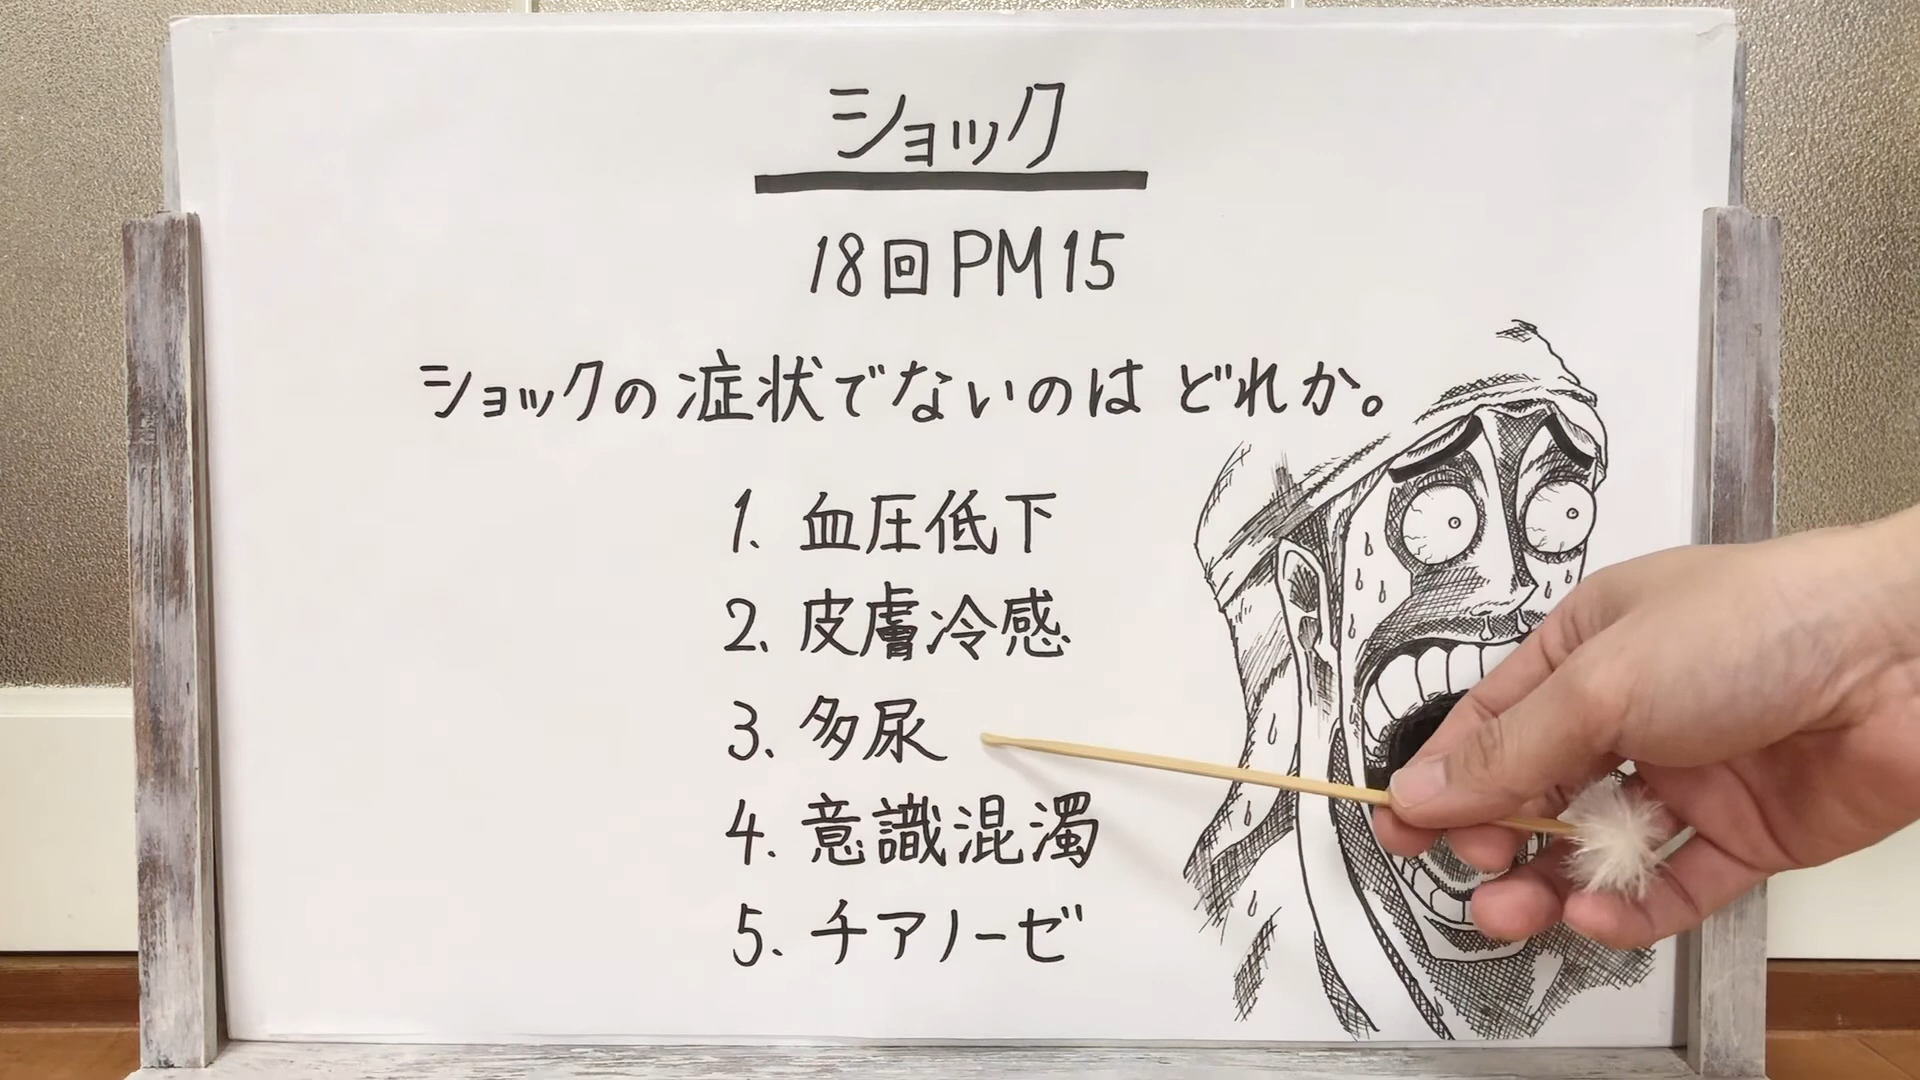 ショック
18回PM15
ショックの症状でないのはどれか。
1. 血圧低下
2. 皮膚冷感
3. 多尿
4. 意識混濁
5. チアノーゼ